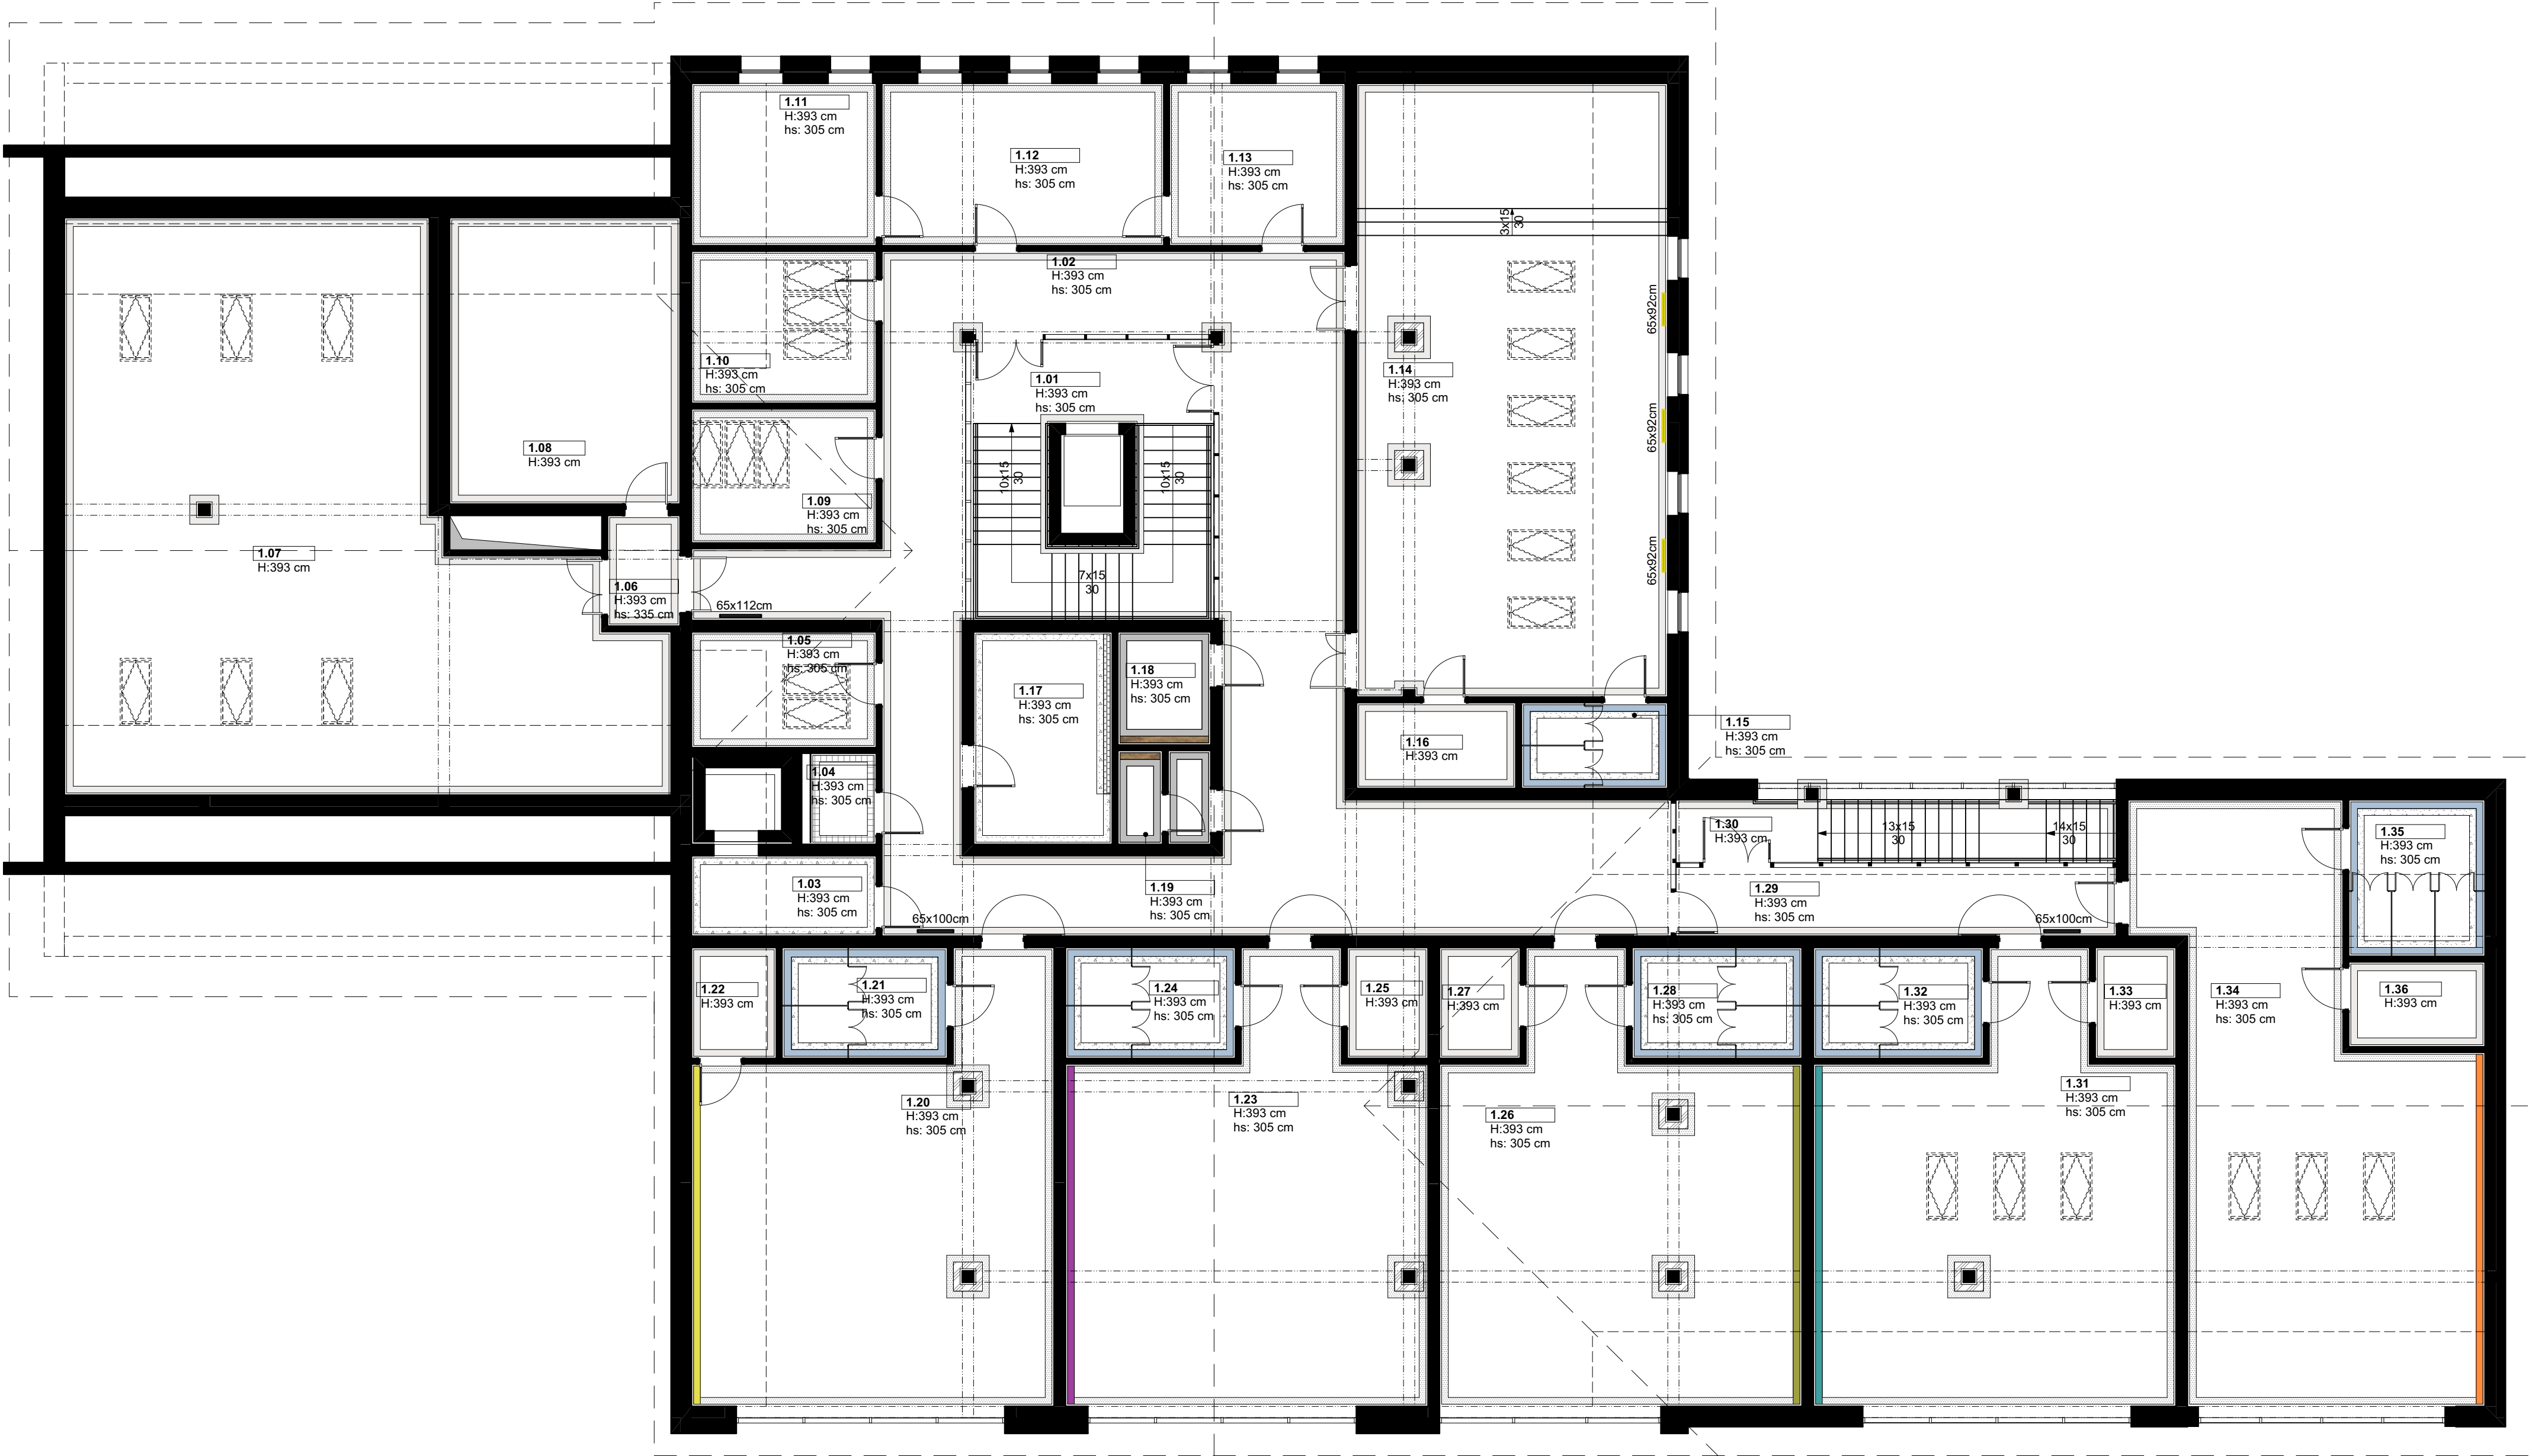 1.11
H:393 cm
hs: 305 cm
1.12
H:393 cm
hs: 305 cm
1.13
H:393 cm
hs: 305 cm
3x15
30
1.02
H:393 cm
hs: 305 cm
65x92cm
1.10
H:393 cm
hs: 305 cm
1.01
H:393 cm
hs: 305 cm
1.14
H:393 cm
hs: 305 cm
65x92cm
1.08
H:393 cm
10x15
30
10x15
30
1.09
H:393 cm
hs: 305 cm
65x92cm
1.07
H:393 cm
1.06
H:393 cm
hs: 335 cm
7x15
30
65x112cm
1.05
H:393 cm
hs: 305 cm
1.17
H:393 cm
hs: 305 cm
1.18
H:393 cm
hs: 305 cm
1.15
H:393 cm
hs: 305 cm
1.16
H:393 cm
1.04
H:393 cm
hs: 305 cm
1.30
H:393 cm
13x15
30
14x15
30
1.35
H:393 cm
hs: 305 cm
1.03
H:393 cm
hs: 305 cm
1.19
H:393 cm
hs: 305 cm
1.29
H:393 cm
hs: 305 cm
65x100cm
65x100cm
1.22
H:393 cm
1.21
H:393 cm
hs: 305 cm
1.24
H:393 cm
hs: 305 cm
1.25
H:393 cm
1.27
H:393 cm
1.28
H:393 cm
hs: 305 cm
1.32
H:393 cm
hs: 305 cm
1.33
H:393 cm
1.34
H:393 cm
hs: 305 cm
1.36
H:393 cm
1.20
H:393 cm
hs: 305 cm
1.23
H:393 cm
hs: 305 cm
1.26
H:393 cm
hs: 305 cm
1.31
H:393 cm
hs: 305 cm